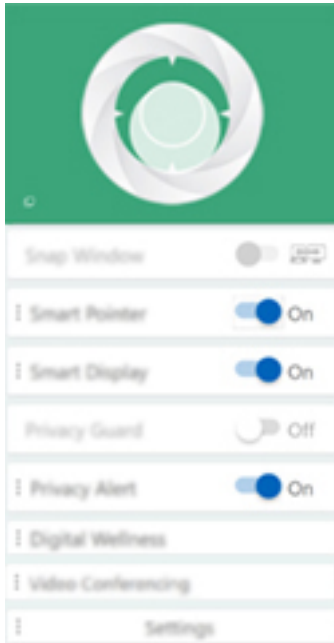 Snap Window
Smart Pointer On
Smart Display On
Privacy Guard Off
Privacy Alert On
Digital Wellness
Video Conferencing
Settings